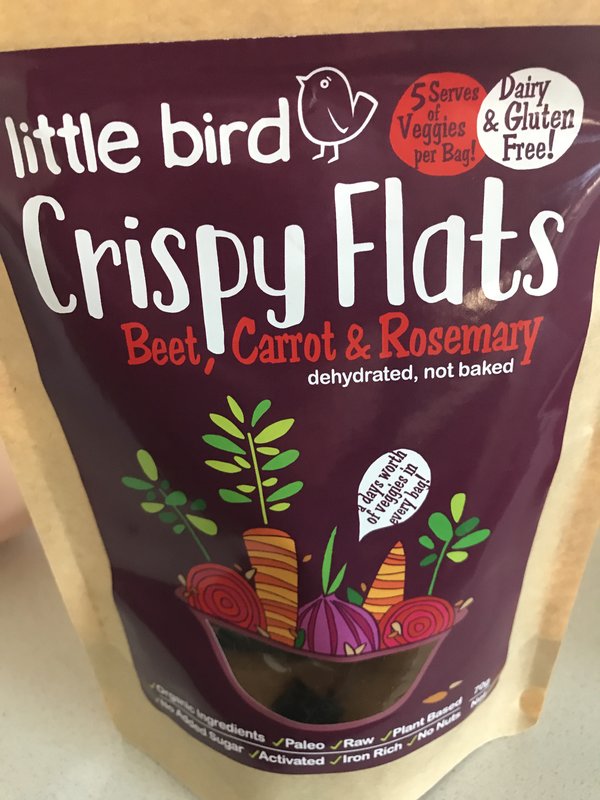 little bird
5 Serves
of
Veggies
per Bag!
Dairy
& Gluten
Free!
Crispy Flats
Beet, Carrot & Rosemary
dehydrated, not baked
a days worth
of veggies in
every bag!
✓Organic Ingredients ✓Paleo ✓Raw ✓Plant Based
✓No Added Sugar ✓Activated ✓Iron Rich ✓No Nuts
70g
Net